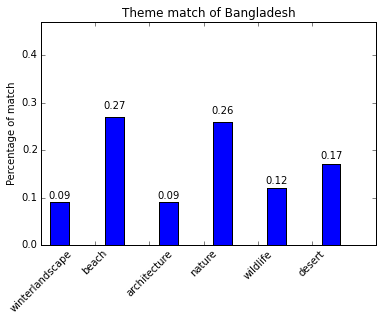 Theme match of Bangladesh
Percentage of match
0.4
0.3
0.2
0.1
0.0
0.09
0.27
0.09
0.26
0.12
0.17
winterlandscape
beach
architecture
nature
wildlife
desert